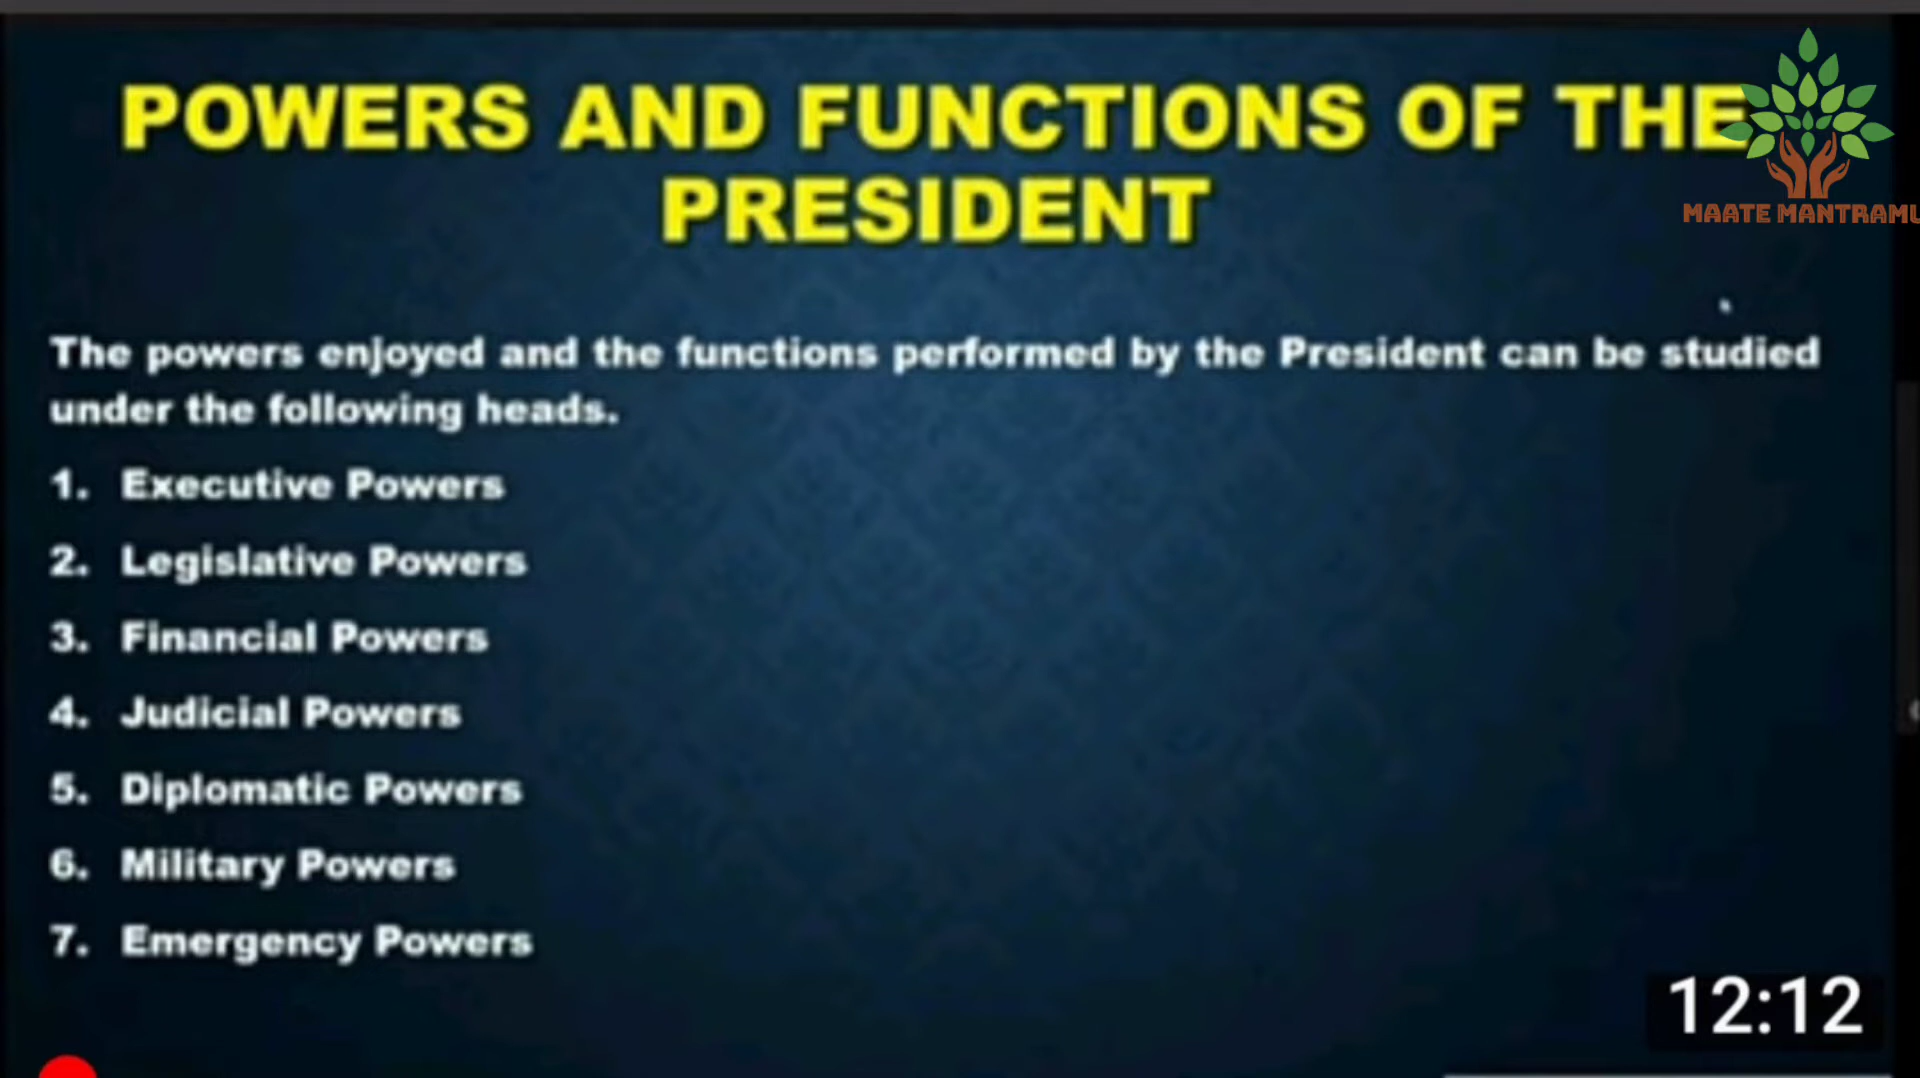 POWERS AND FUNCTIONS OF THE
PRESIDENT
MAATE MANTRAMU
The powers enjoyed and the functions performed by the President can be studied
under the following heads.
1. Executive Powers
2. Legislative Powers
3. Financial Powers
4. Judicial Powers
5. Diplomatic Powers
6. Military Powers
7. Emergency Powers
12:12